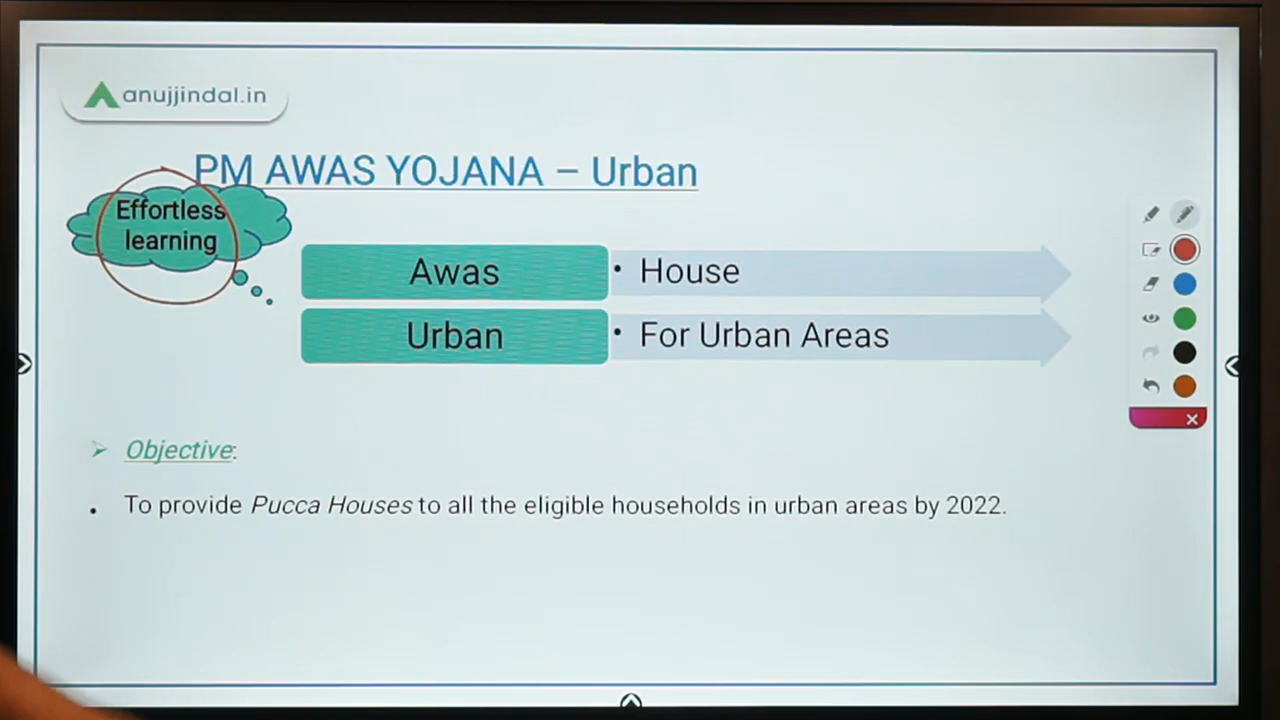 anujjindal.in
PM AWAS YOJANA – Urban
Effortless
learning
Awas
• House
Urban
• For Urban Areas
➢ Objective:
• To provide Pucca Houses to all the eligible households in urban areas by 2022.